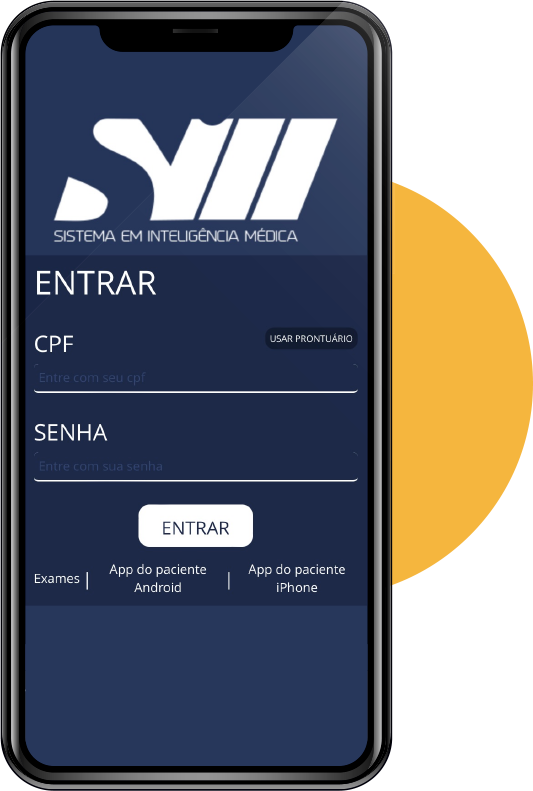 SYM
SISTEMA EM INTELIGÊNCIA MÉDICA
ENTRAR
CPF
USAR PRONTUÁRIO
Entre com seu cpf
SENHA
Entre com sua senha
ENTRAR
Exames | App do paciente Android | App do paciente iPhone